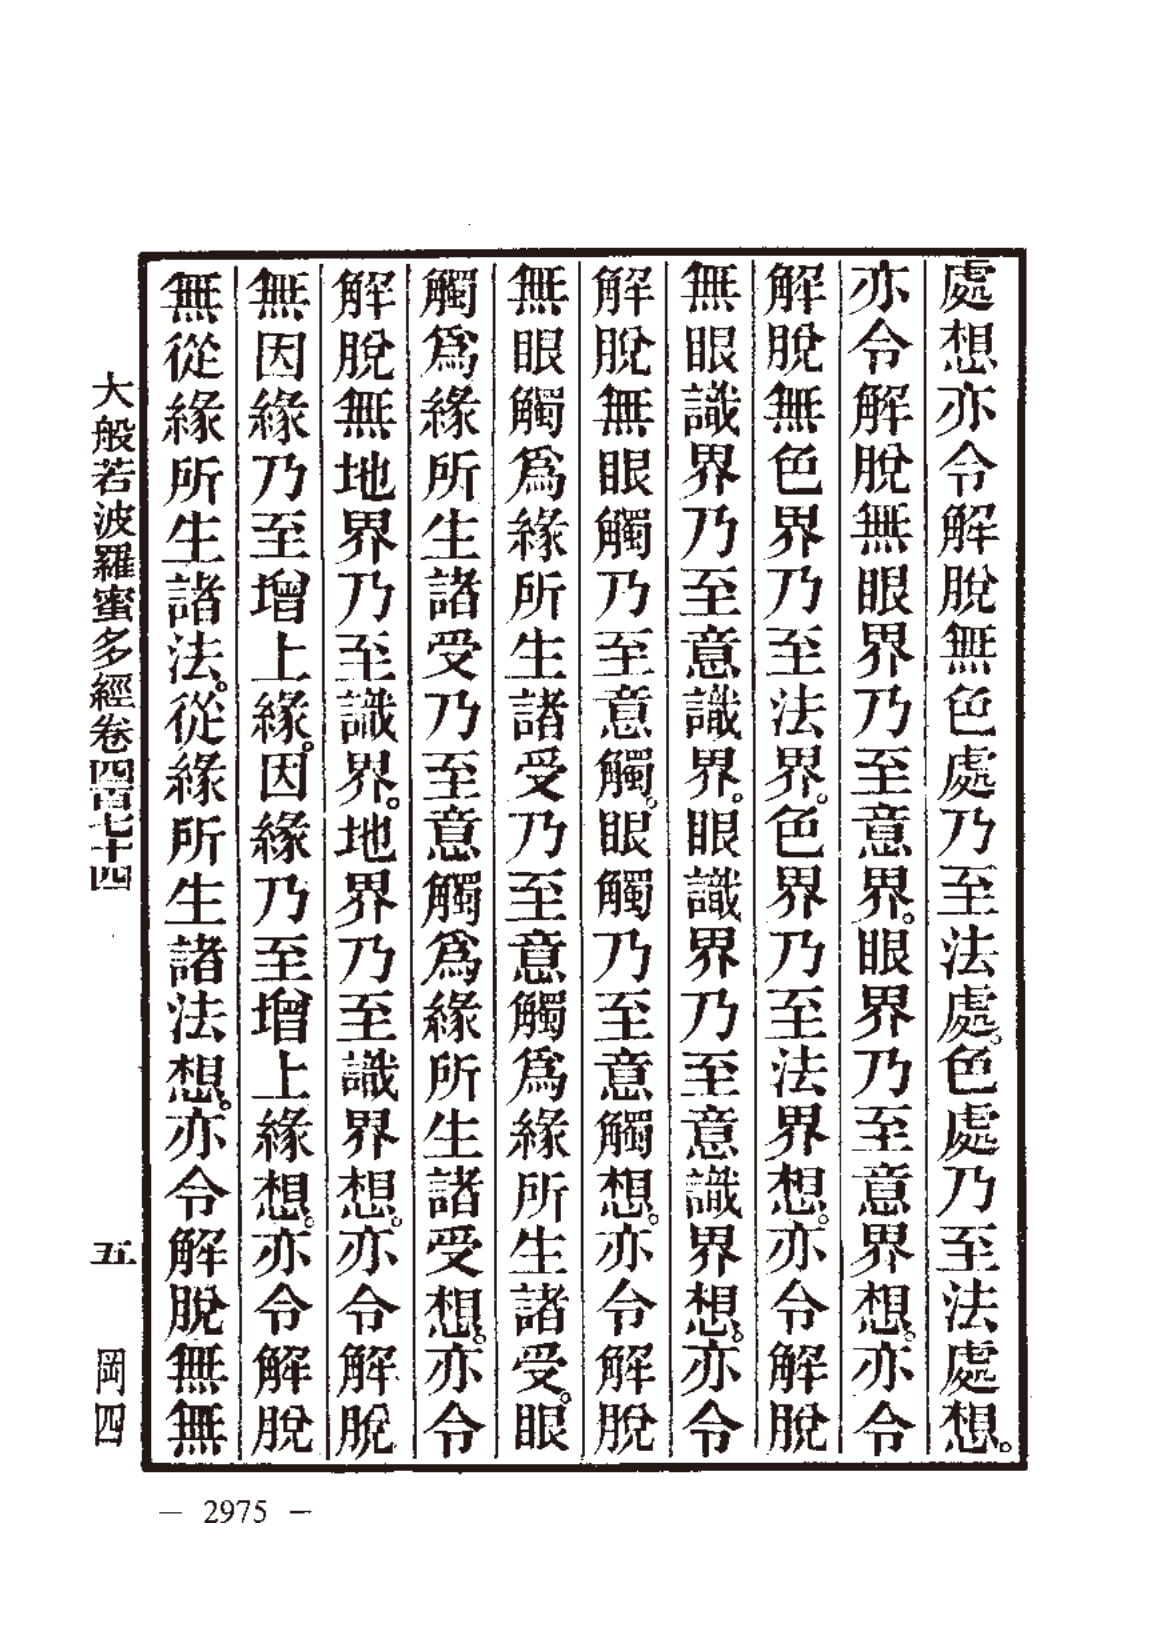 處想亦令解脫無色處乃至法處。色處乃至法處想。
亦令解脫無眼界乃至意界。眼界乃至意界想。亦令
解脫無色界乃至法界。色界乃至法界想。亦令解脫
無眼識界乃至意識界。眼識界乃至意識界想。亦令
解脫無眼觸乃至意觸。眼觸乃至意觸想。亦令解脫
無眼觸爲緣所生諸受乃至意觸爲緣所生諸受。眼
觸爲緣所生諸受乃至意觸爲緣所生諸受想。亦令
解脫無地界乃至識界。地界乃至識界想。亦令解脫
無因緣乃至增上緣。因緣乃至增上緣想。亦令解脫
無從緣所生諸法。從緣所生諸法想。亦令解脫無無
大般若波羅蜜多經卷四百七十四 五 岡四
— 2975 —